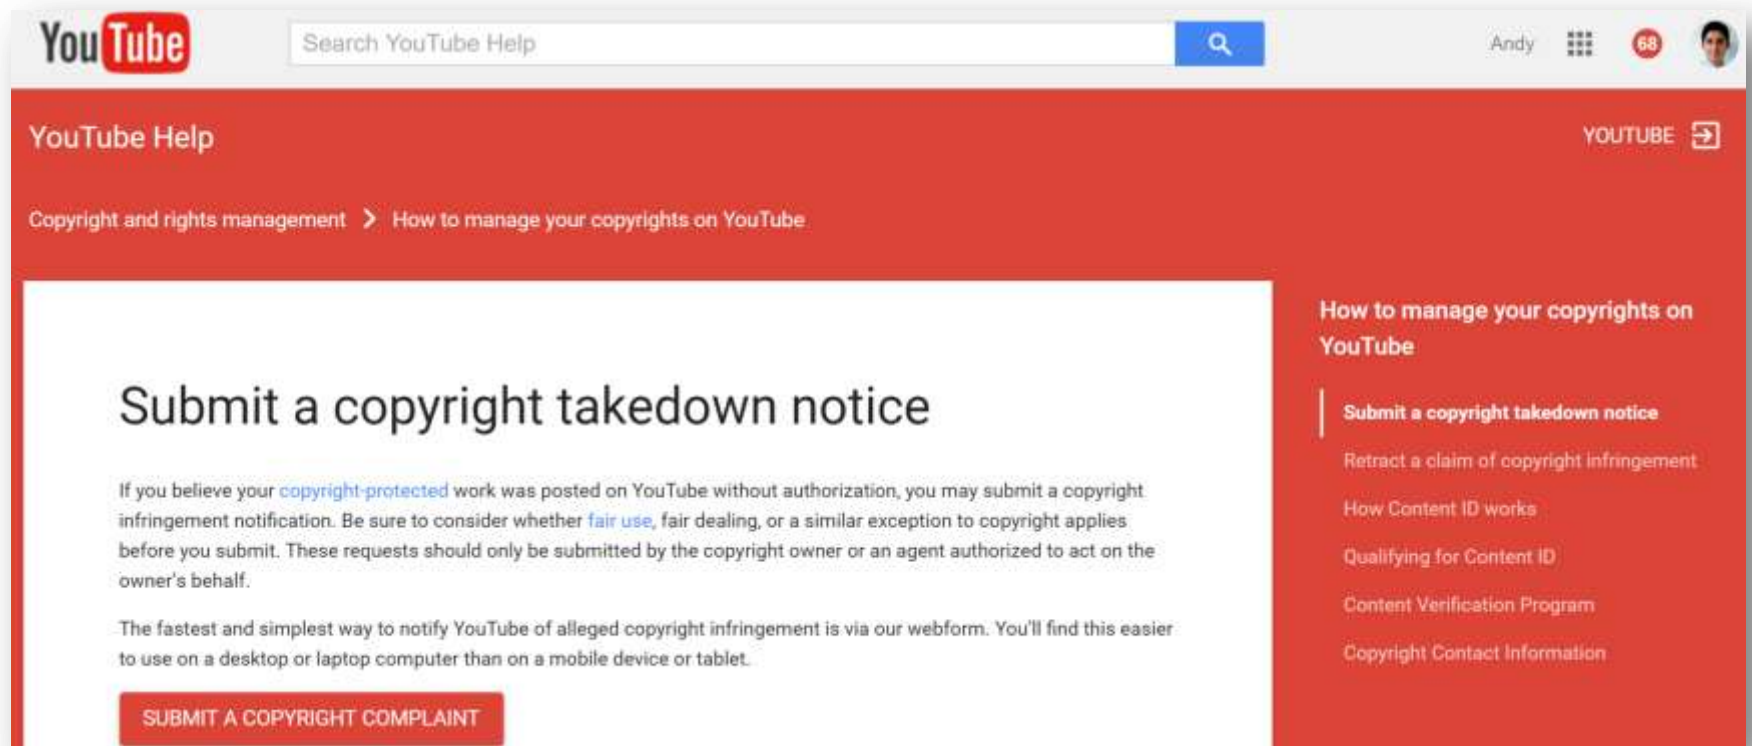 YouTube
Search YouTube Help
Andy
68
YouTube Help
YOUTUBE
Copyright and rights management > How to manage your copyrights on YouTube
Submit a copyright takedown notice
If you believe your copyright-protected work was posted on YouTube without authorization, you may submit a copyright
infringement notification. Be sure to consider whether fair use, fair dealing, or a similar exception to copyright applies
before you submit. These requests should only be submitted by the copyright owner or an agent authorized to act on the
owner's behalf.
The fastest and simplest way to notify YouTube of alleged copyright infringement is via our webform. You'll find this easier
to use on a desktop or laptop computer than on a mobile device or tablet.
SUBMIT A COPYRIGHT COMPLAINT
How to manage your copyrights on
YouTube
Submit a copyright takedown notice
Retract a claim of copyright infringement
How Content ID works
Qualifying for Content ID
Content Verification Program
Copyright Contact Information